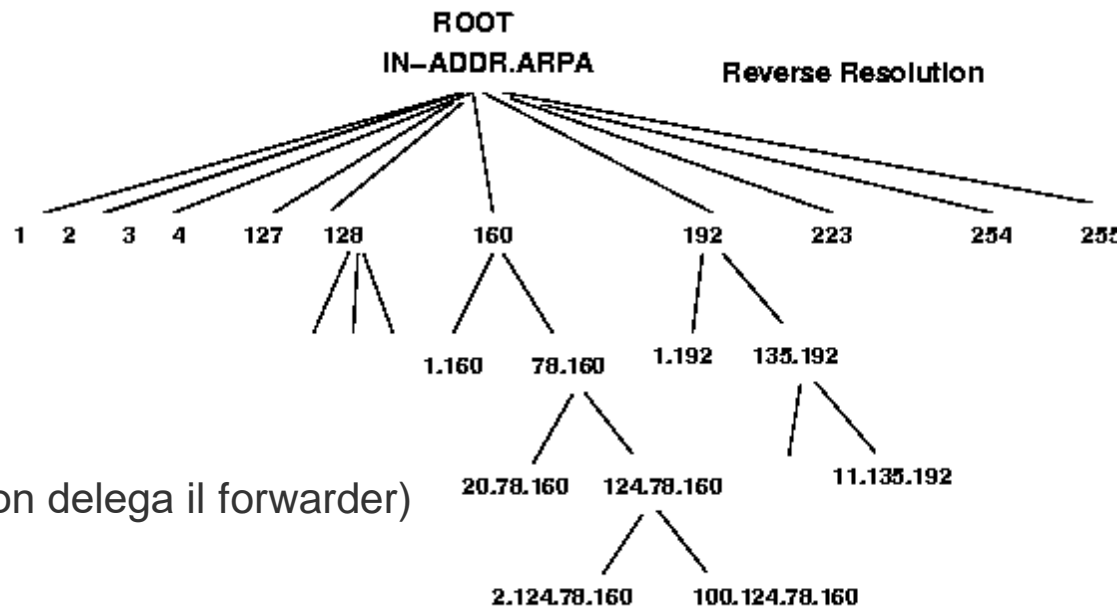 ROOT
IN-ADDR.ARPA
Reverse Resolution
1 2 3 4 127 128 160 192 223 254 255
1.160 78.160 1.192 135.192
20.78.160 124.78.160 11.135.192
on delega il forwarder)
2.124.78.160 100.124.78.160